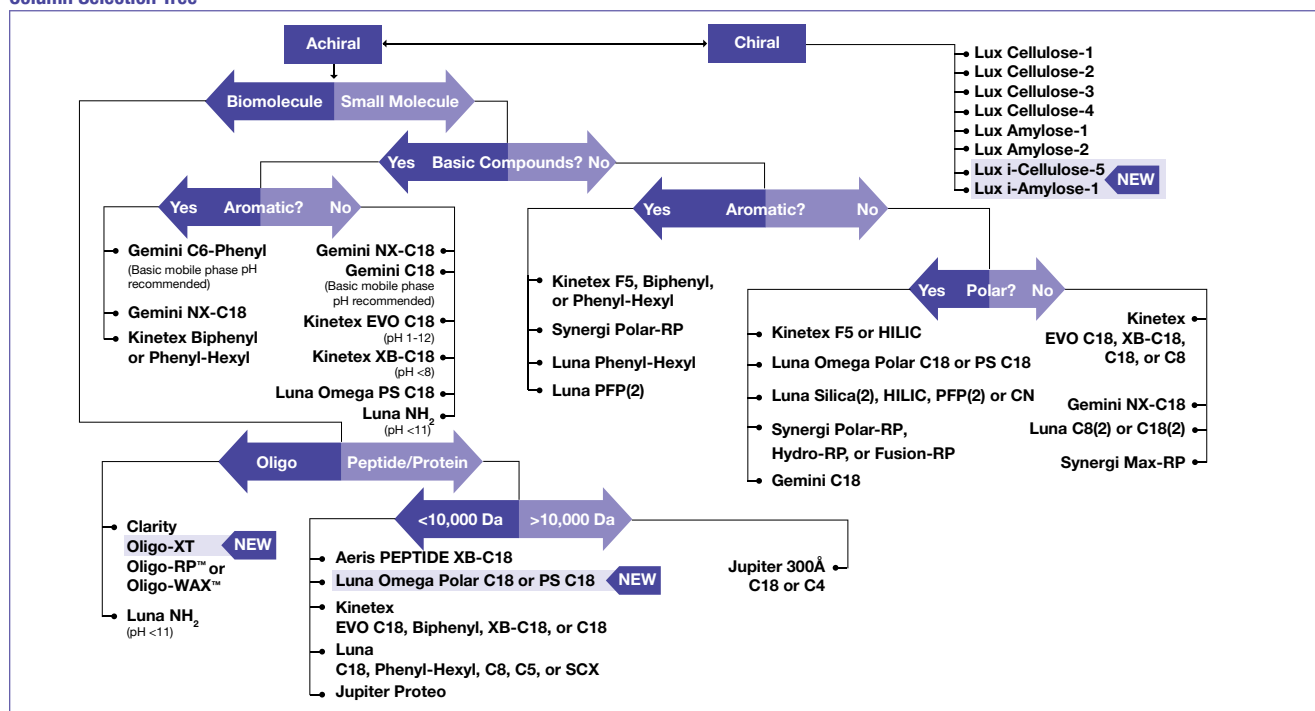 Column Selection Tree
Achiral
Chiral
Lux Cellulose-1
Lux Cellulose-2
Lux Cellulose-3
Lux Cellulose-4
Lux Amylose-1
Lux Amylose-2
Lux i-Cellulose-5
Lux i-Amylose-1
NEW
Biomolecule
Small Molecule
Yes Basic Compounds? No
Yes Aromatic? No
Gemini C6-Phenyl
(Basic mobile phase pH
recommended)
Gemini NX-C18
Kinetex Biphenyl
or Phenyl-Hexyl
Gemini NX-C18
Gemini C18
(Basic mobile phase
pH recommended)
Kinetex EVO C18
(pH 1-12)
Kinetex XB-C18
(pH <8)
Luna Omega PS C18
Luna NH₂
(pH <11)
Yes Aromatic? No
Kinetex F5, Biphenyl,
or Phenyl-Hexyl
Synergi Polar-RP
Luna Phenyl-Hexyl
Luna PFP(2)
Yes Polar? No
Kinetex F5 or HILIC
Luna Omega Polar C18 or PS C18
Luna Silica(2), HILIC, PFP(2) or CN
Synergi Polar-RP,
Hydro-RP, or Fusion-RP
Gemini C18
Kinetex
EVO C18, XB-C18,
C18, or C8
Gemini NX-C18
Luna C8(2) or C18(2)
Synergi Max-RP
Oligo
Peptide/Protein
Clarity
Oligo-XT
NEW
Oligo-RP™ or
Oligo-WAX™
Luna NH₂
(pH <11)
<10,000 Da
>10,000 Da
Aeris PEPTIDE XB-C18
Luna Omega Polar C18 or PS C18
NEW
Kinetex
EVO C18, Biphenyl, XB-C18, or C18
Luna
C18, Phenyl-Hexyl, C8, C5, or SCX
Jupiter Proteo
Jupiter 300Å
C18 or C4